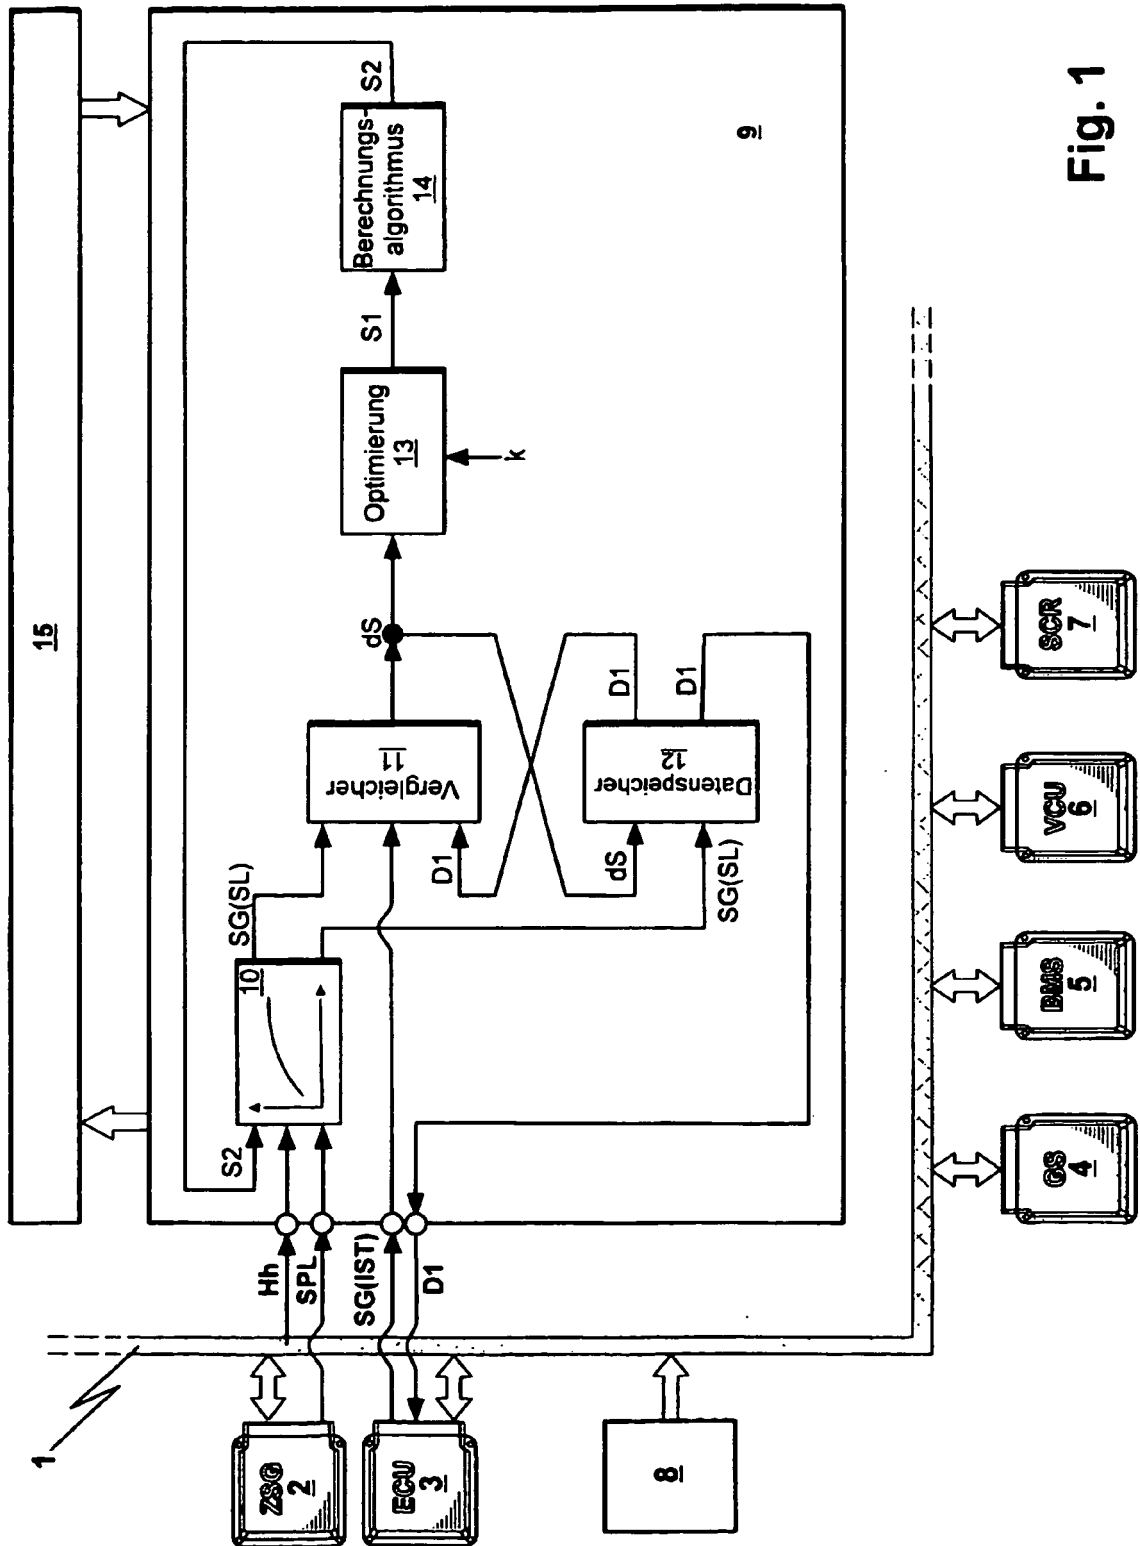 15
S2
Berechnungs-
algorithmus
14
9
S1
Optimierung
13
k
dS
Vergleicher
11
D1
D1
Datenspeicher
12
SG(SL)
D1
dS
SG(SL)
10
S2
Hh
SPL
SG(IST)
D1
1
ZSG
2
ECU
3
8
GS
4
BMS
5
VCU
6
SCR
7
Fig. 1